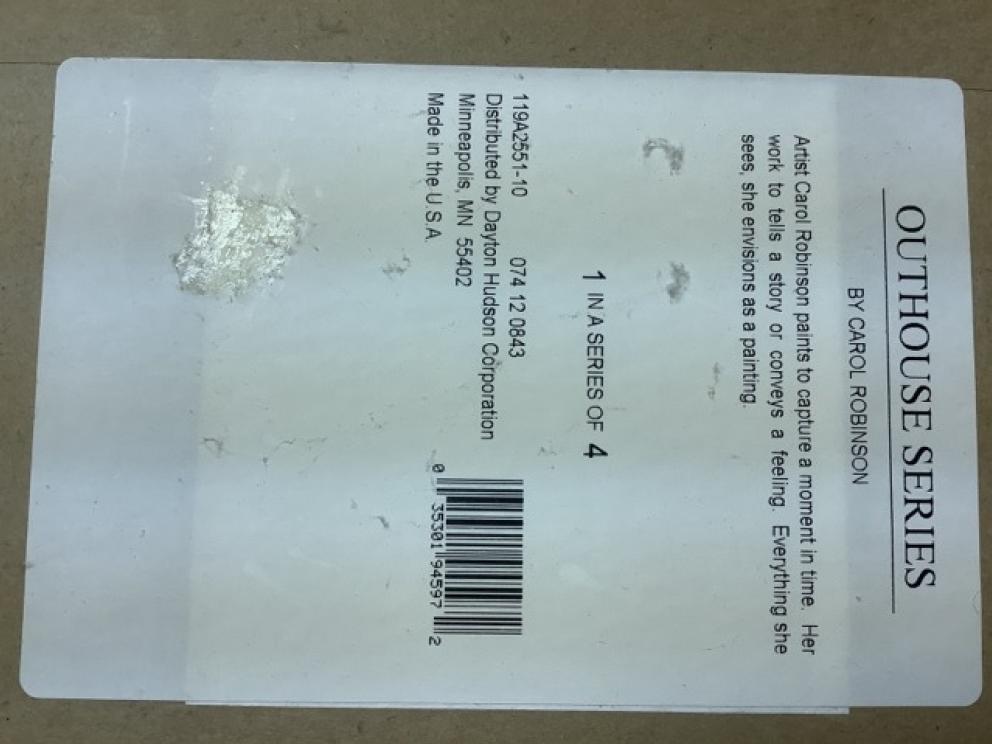 OUTHOUSE SERIES
BY CAROL ROBINSON
Artist Carol Robinson paints to capture a moment in time. Her
work to tells a story or conveys a feeling. Everything she
sees, she envisions as a painting.
1 IN A SERIES OF 4
119A2551-10 074 12 0843
Distributed by Dayton Hudson Corporation
Minneapolis, MN 55402
Made in the U.S.A.
0 35301 94597 2